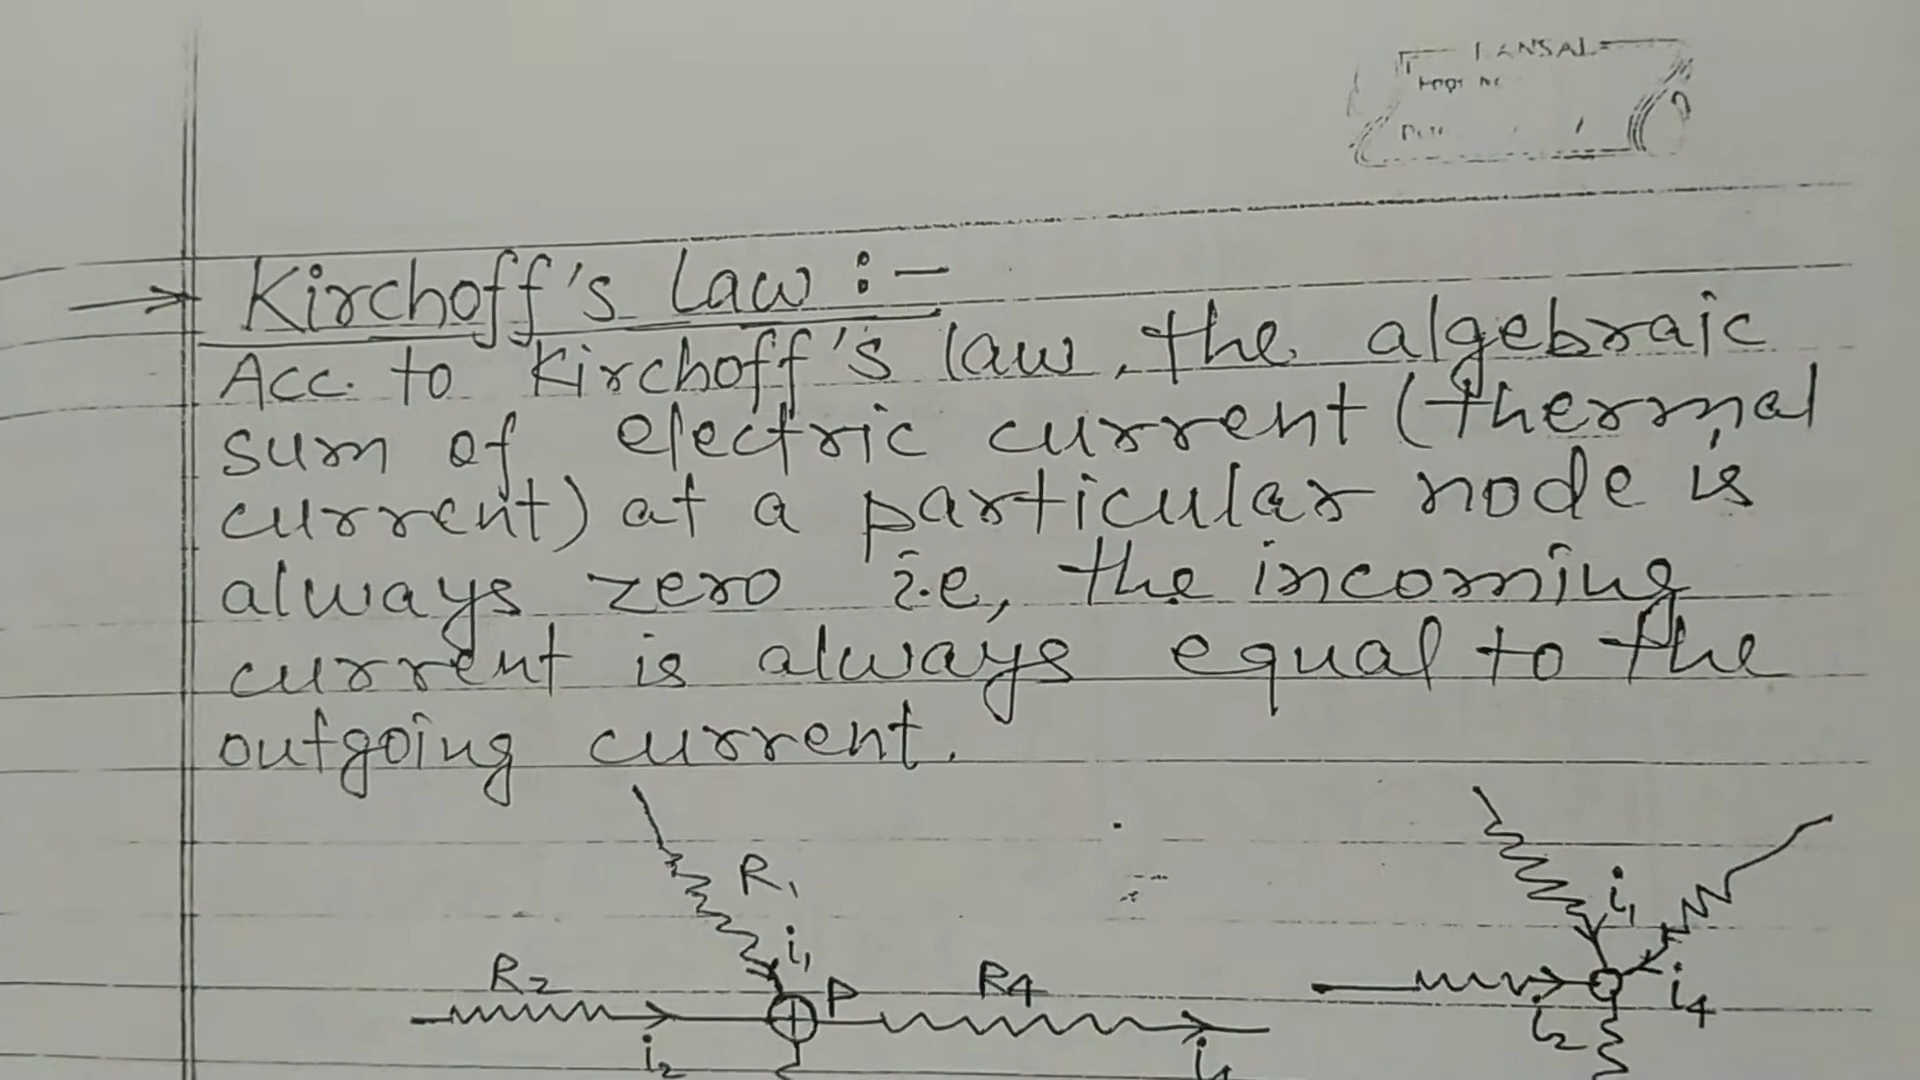 Kirchoff's Law :-
Acc. to Kirchoff's law, the algebraic
sum of electric current (thermal
current) at a particular node is
always zero i.e, the incoming
current is always equal to the
outgoing current.
R1
i1
i1
R2
P
R4
i4
i2
i2